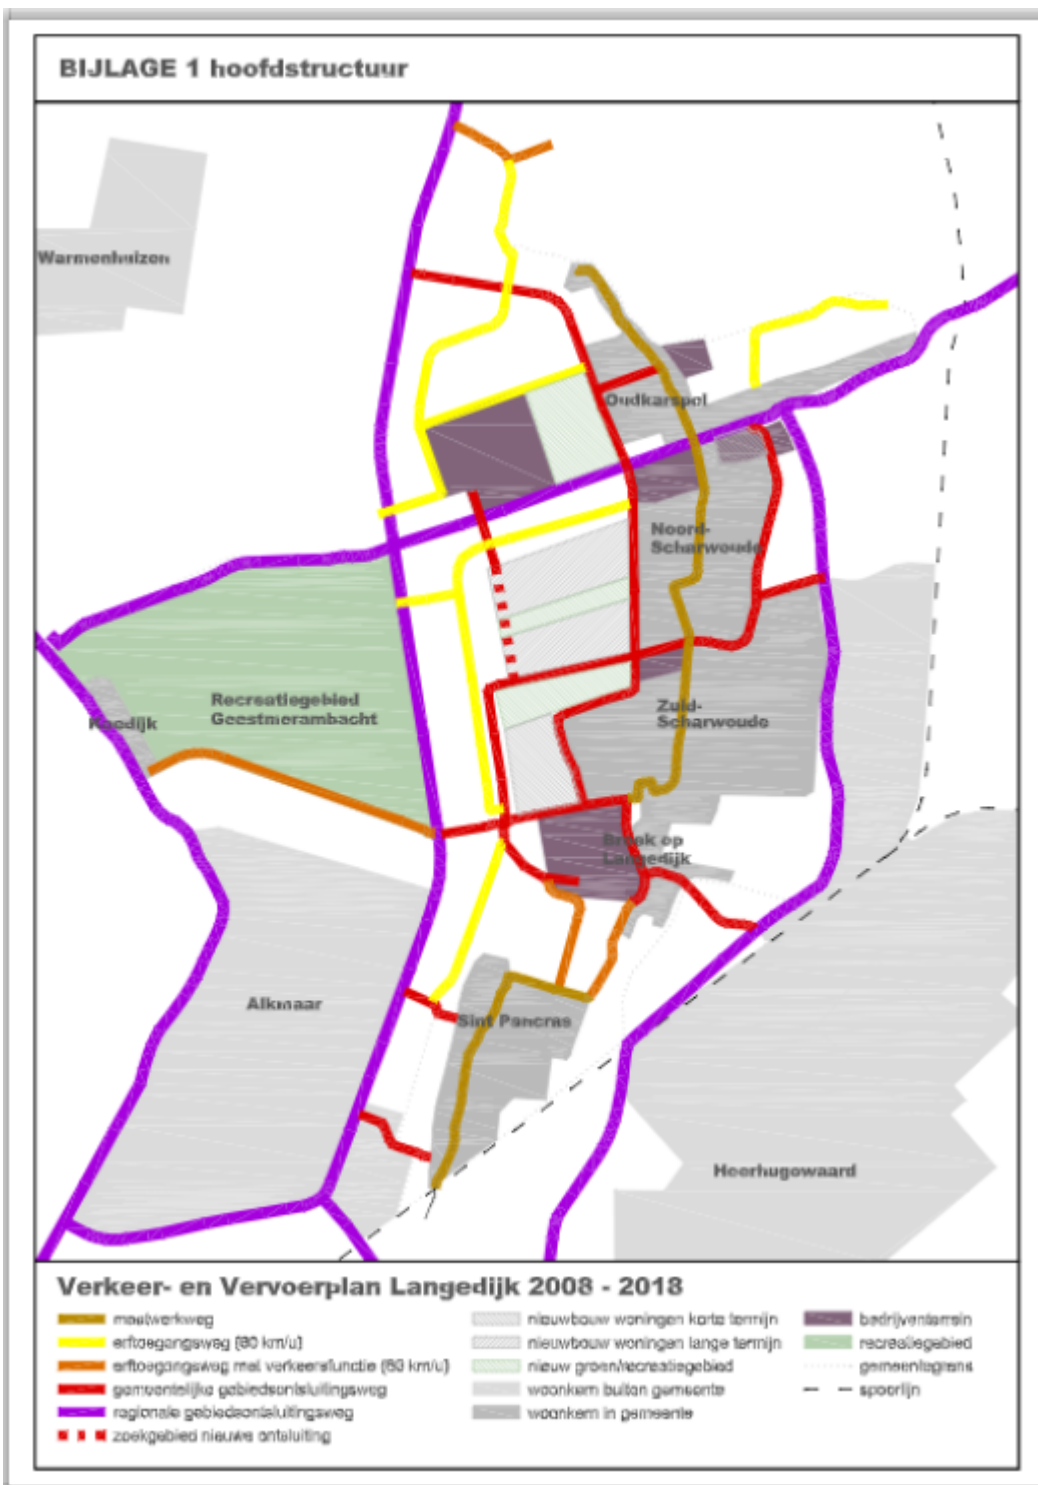 BIJLAGE 1 hoofdstructuur
Warmenhuizen
Oudkarspel
Noord-
Scharwoude
Recreatiegebied
Geestmerambacht
Koedijk
Zuid-
Scharwoude
Broek op
Langedijk
Alkmaar
Sint Pancras
Heerhugowaard
Verkeer- en Vervoerplan Langedijk 2008 - 2018
maatwerkweg
erftoegangsweg (60 km/u)
erftoegangsweg met verkeersfunctie (60 km/u)
gemeentelijke gebiedsontsluitingsweg
regionale gebiedsontsluitingsweg
zoekgebied nieuwe ontsluiting
nieuwbouw woningen korte termijn
nieuwbouw woningen lange termijn
nieuw groen/recreatiegebied
woonkern buiten gemeente
woonkern in gemeente
bedrijventerrein
recreatiegebied
gemeentegrens
spoorlijn